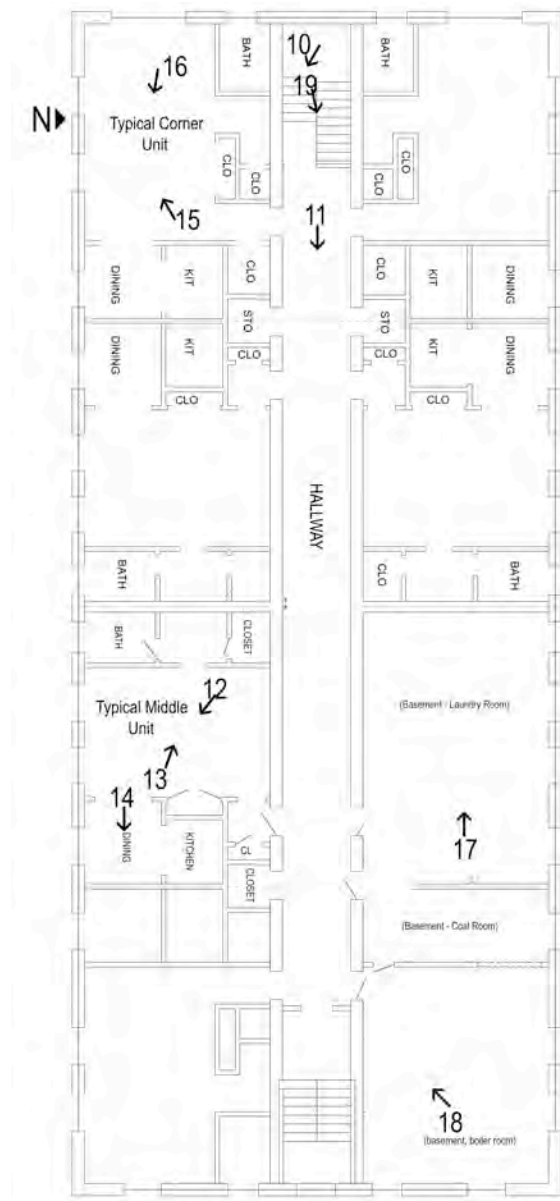 BATH
10
BATH
16
19
N
Typical Corner
Unit
CLO
CLO
CLO
CLO
15
11
DINING
KIT
CLO
CLO
KIT
DINING
STO
STO
DINING
KIT
CLO
CLO
KIT
DINING
CLO
CLO
HALLWAY
BATH
CLO
BATH
BATH
CLOSET
12
Typical Middle
Unit
(Basement - Laundry Room)
13
14
DINING
KITCHEN
CL
17
CLOSET
(Basement - Coal Room)
18
(basement, boiler room)